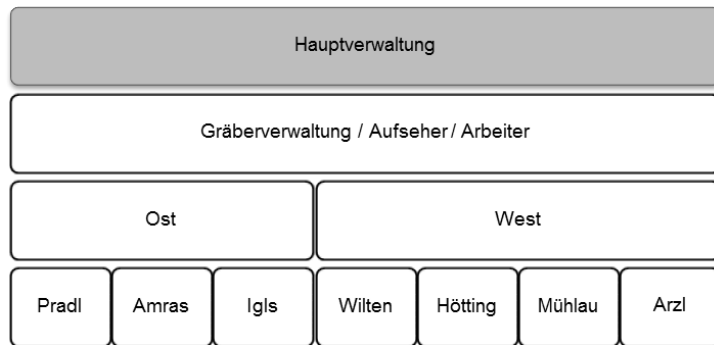 Hauptverwaltung
Gräberverwaltung / Aufseher / Arbeiter
Ost West
Pradl Amras Igls Wilten Hötting Mühlau Arzl